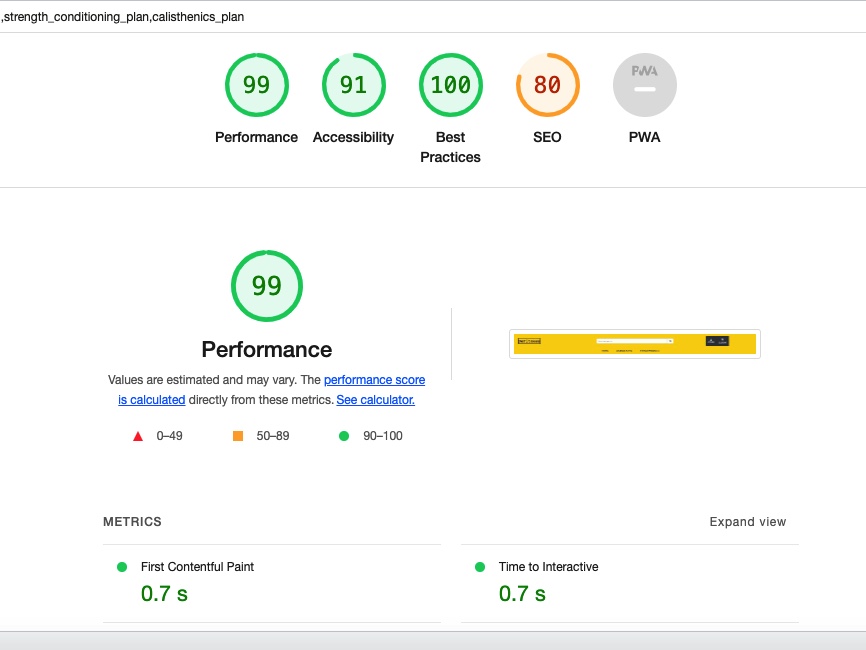 ,strength_conditioning_plan,calisthenics_plan
99 91 100 80 PWA
Performance Accessibility Best Practices SEO PWA
99
Performance
Values are estimated and may vary. The performance score
is calculated directly from these metrics. See calculator.
0–49 50–89 90–100
METRICS Expand view
First Contentful Paint Time to Interactive
0.7 s 0.7 s